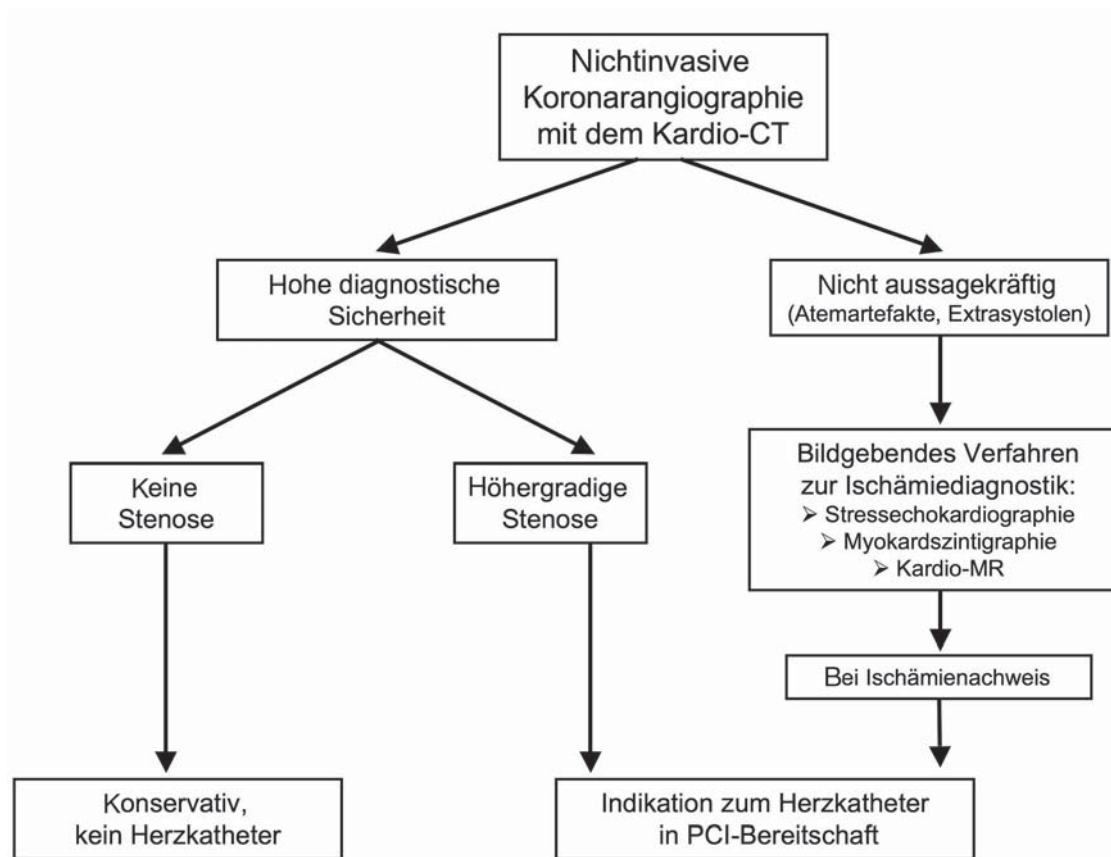 Nichtinvasive
Koronarangiographie
mit dem Kardio-CT
Hohe diagnostische
Sicherheit
Nicht aussagekräftig
(Atemartefakte, Extrasystolen)
Keine
Stenose
Höhergradige
Stenose
Bildgebendes Verfahren
zur Ischämiediagnostik:
➢ Stressechokardiographie
➢ Myokardszintigraphie
➢ Kardio-MR
Bei Ischämienachweis
Konservativ,
kein Herzkatheter
Indikation zum Herzkatheter
in PCI-Bereitschaft